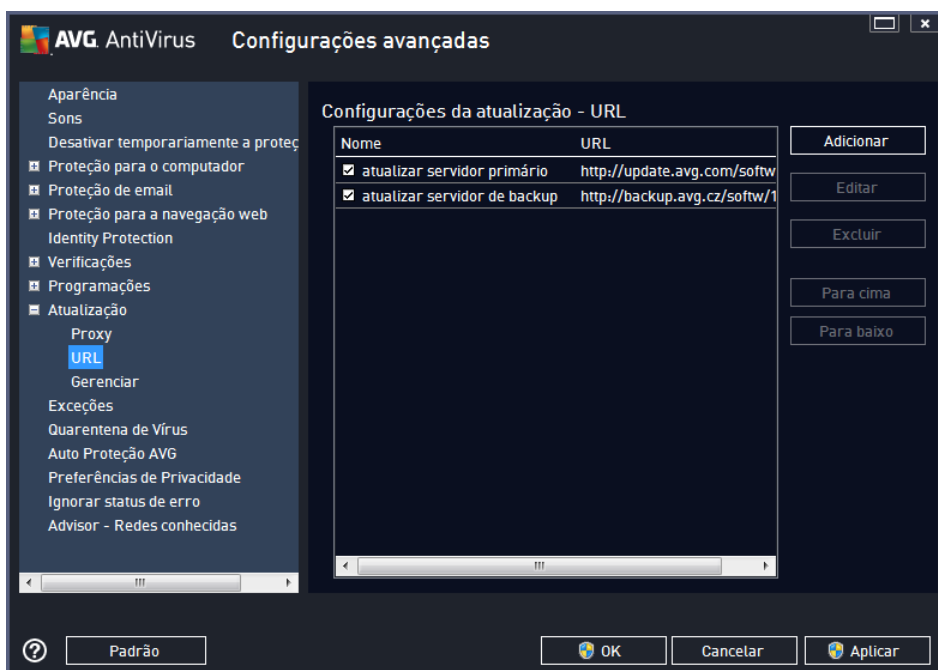 AVG. AntiVirus Configurações avançadas
Aparência
Sons
Desativar temporariamente a proteç
Proteção para o computador
Proteção de email
Proteção para a navegação web
Identity Protection
Verificações
Programações
Atualização
Proxy
URL
Gerenciar
Exceções
Quarentena de Vírus
Auto Proteção AVG
Preferências de Privacidade
Ignorar status de erro
Advisor - Redes conhecidas
Configurações da atualização - URL
Nome URL
atualizar servidor primário http://update.avg.com/softw
atualizar servidor de backup http://backup.avg.cz/softw/1
Adicionar
Editar
Excluir
Para cima
Para baixo
? Padrão OK Cancelar Aplicar